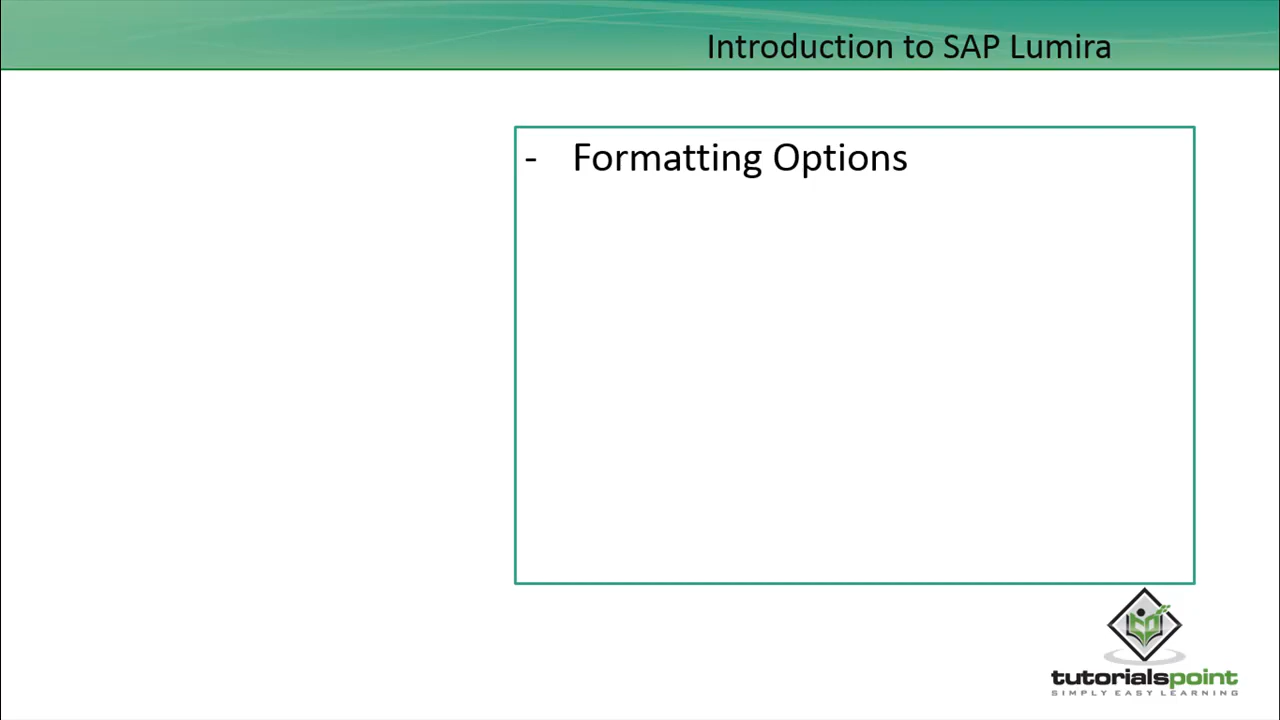 Introduction to SAP Lumira
- Formatting Options
tutorialspoint
SIMPLY EASY LEARNING